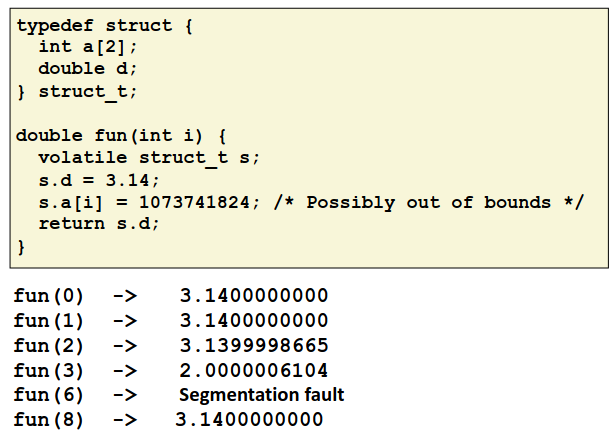 typedef struct {
  int a[2];
  double d;
} struct_t;

double fun(int i) {
  volatile struct_t s;
  s.d = 3.14;
  s.a[i] = 1073741824; /* Possibly out of bounds */
  return s.d;
}

fun(0)  ->   3.1400000000
fun(1)  ->   3.1400000000
fun(2)  ->   3.1399998665
fun(3)  ->   2.0000006104
fun(6)  ->   Segmentation fault
fun(8)  ->   3.1400000000